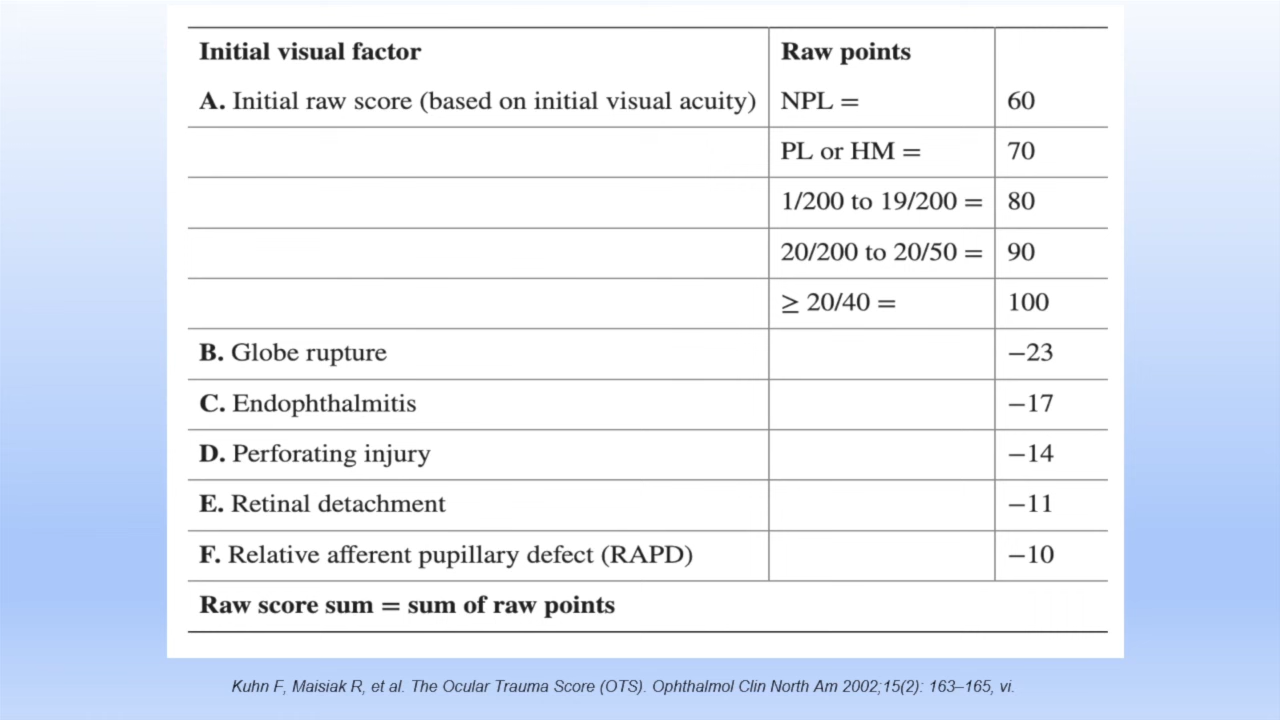 Initial visual factor Raw points
A. Initial raw score (based on initial visual acuity) NPL = 60
PL or HM = 70
1/200 to 19/200 = 80
20/200 to 20/50 = 90
≥ 20/40 = 100
B. Globe rupture −23
C. Endophthalmitis −17
D. Perforating injury −14
E. Retinal detachment −11
F. Relative afferent pupillary defect (RAPD) −10
Raw score sum = sum of raw points
Kuhn F, Maisiak R, et al. The Ocular Trauma Score (OTS). Ophthalmol Clin North Am 2002;15(2): 163–165, vi.